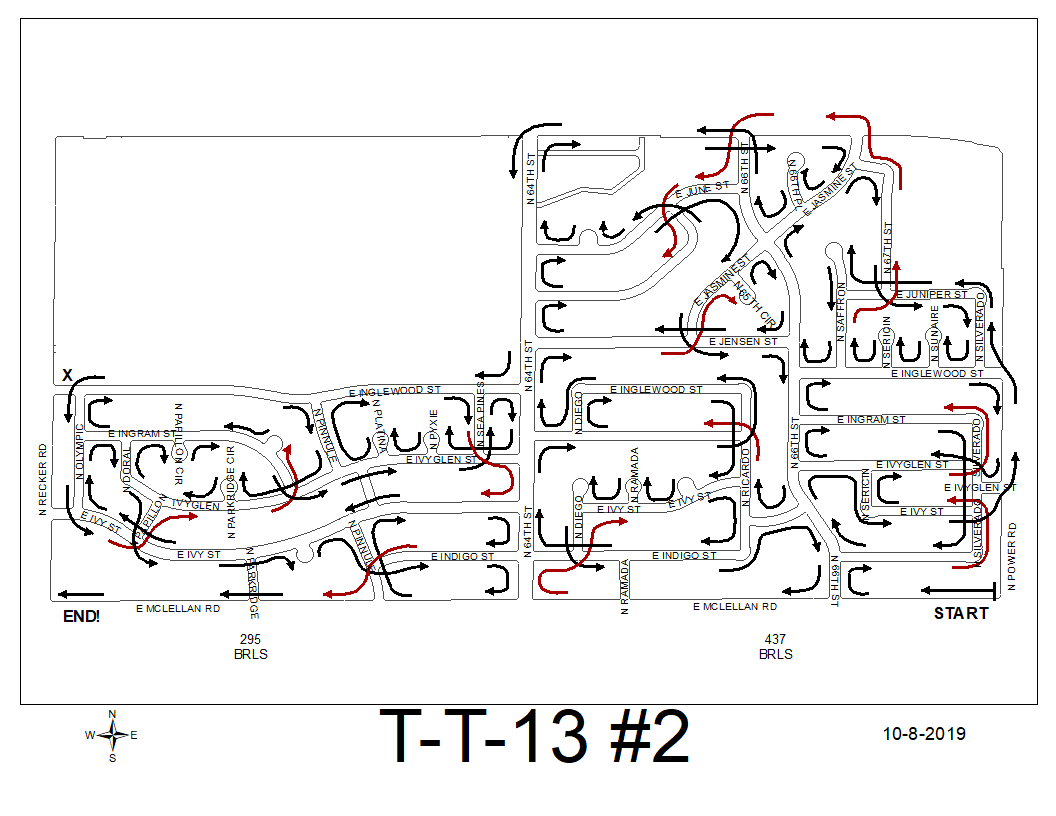 N 64TH ST
N 66TH ST
E JUNE ST
N 66TH PL
E JASMINE ST
N 67TH ST
E JASMINE ST
N 65TH CIR
N SAFFRON
E JUNIPER ST
N SERICIN
N SUNAIRE
N SILVERADO
E JENSEN ST
N 64TH ST
X
E INGLEWOOD ST
E INGLEWOOD ST
E INGLEWOOD ST
N OLYMPIC
E INGRAM ST
N DORAL
N PAPILLON CIR
N PARKRIDGE CIR
N PINNULE
N PLATINA
N PYXIE
N SEA PINES
E IVYGLEN ST
N DIEGO
N RAMADA
N RICARDO
N 66TH ST
E INGRAM ST
E IVYGLEN ST
SILVERADO
E IVYGLEN ST
N RECKER RD
E IVY ST
PAPILLON
IVYGLEN
E IVY ST
N PARKRIDGE
N PINNULE
E INDIGO ST
N 64TH ST
N DIEGO
E IVY ST
E IVY ST
E INDIGO ST
N RAMADA
N SERICIN
E IVY ST
N SILVERADO
N POWER RD
N 66TH ST
END!
E MCLELLAN RD
E MCLELLAN RD
START
295
BRLS
437
BRLS
N
W
E
S
T-T-13 #2
10-8-2019